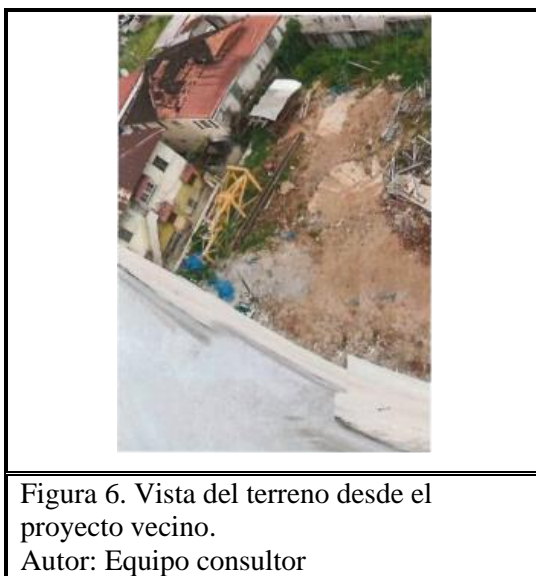 Figura 6. Vista del terreno desde el
proyecto vecino.
Autor: Equipo consultor